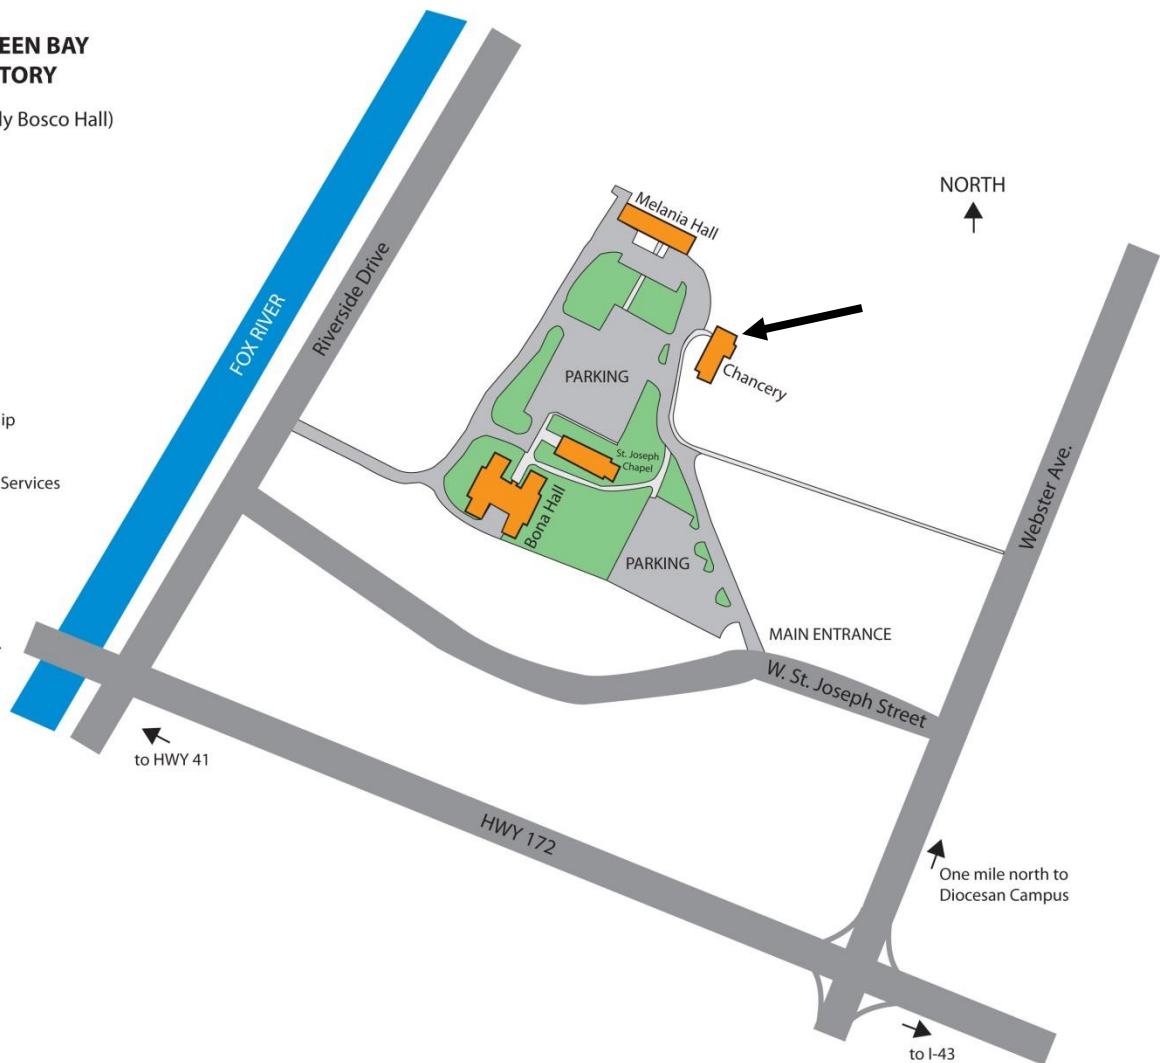 EEN BAY
TORY
ly Bosco Hall)
NORTH
Melania Hall
Riverside Drive
FOX RIVER
Chancery
PARKING
ip
St. Joseph
Chapel
Services
Webster Ave.
Bona Hall
PARKING
MAIN ENTRANCE
W. St. Joseph Street
to HWY 41
HWY 172
One mile north to
Diocesan Campus
to I-43